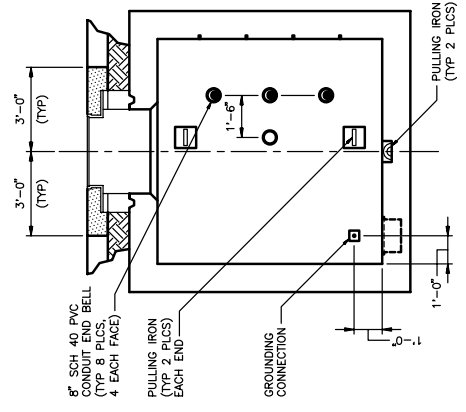 3'-0"
(TYP)
3'-0"
(TYP)
8" SCH 40 PVC
CONDUIT END BELL
(TYP 8 PLCS,
4 EACH FACE)
1'-6"
PULLING IRON
(TYP 2 PLCS)
EACH END
GROUNDING
CONNECTION
PULLING IRON
(TYP 2 PLCS)
1'-0"
1'-0"